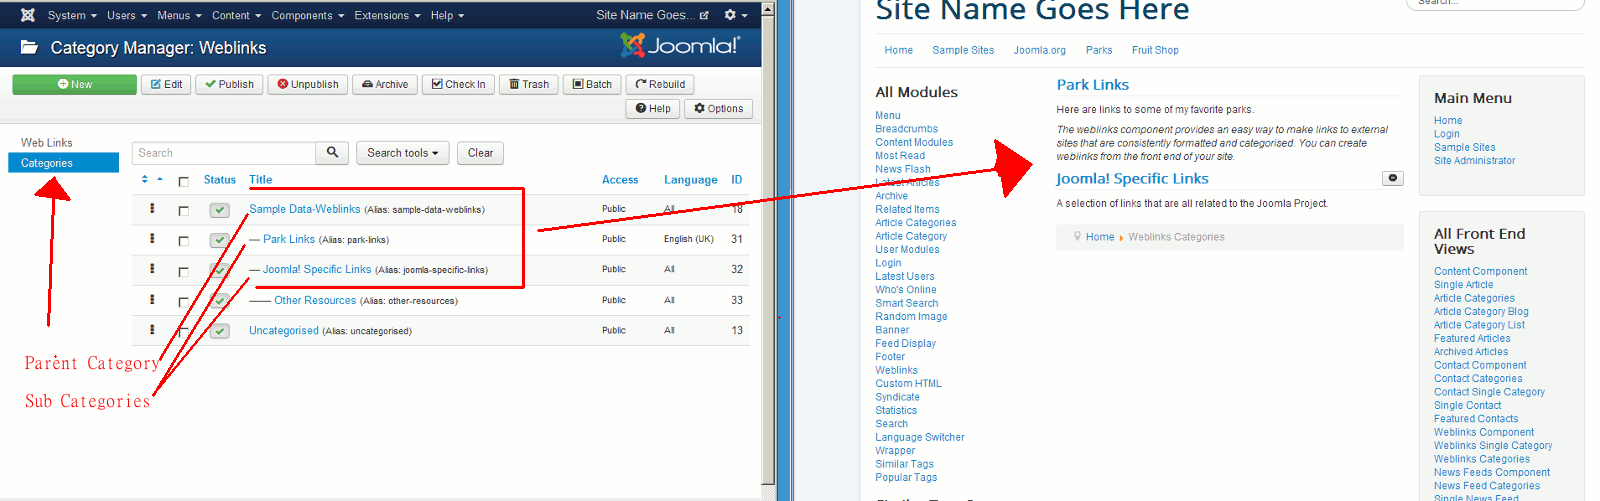 System Users Menus Content Components Extensions Help Site Name Goes...
Category Manager: Weblinks
Joomla!
New Edit Publish Unpublish Archive Check In Trash Batch Rebuild
Help Options
Web Links
Categories
Search Search tools Clear
Status Title Access Language ID
Sample Data-Weblinks (Alias: sample-data-weblinks) Public All 18
— Park Links (Alias: park-links) Public English (UK) 31
— Joomla! Specific Links (Alias: joomla-specific-links) Public All 32
—— Other Resources (Alias: other-resources) Public All 33
Uncategorised (Alias: uncategorised) Public All 13
Parent Category
Sub Categories
Site Name Goes Here
Search...
Home Sample Sites Joomla.org Parks Fruit Shop
All Modules
Menu
Breadcrumbs
Content Modules
Most Read
News Flash
Latest Articles
Archive
Related Items
Article Categories
Article Category
User Modules
Login
Latest Users
Who's Online
Smart Search
Random Image
Banner
Feed Display
Footer
Weblinks
Custom HTML
Syndicate
Statistics
Search
Language Switcher
Wrapper
Similar Tags
Popular Tags
Park Links
Here are links to some of my favorite parks.
The weblinks component provides an easy way to make links to external
sites that are consistently formatted and categorised. You can create
weblinks from the front end of your site.
Joomla! Specific Links
A selection of links that are all related to the Joomla Project.
Home Weblinks Categories
Main Menu
Home
Login
Sample Sites
Site Administrator
All Front End
Views
Content Component
Single Article
Article Categories
Article Category Blog
Article Category List
Featured Articles
Archived Articles
Contact Component
Contact Categories
Contact Single Category
Single Contact
Featured Contacts
Weblinks Component
Weblinks Single Category
Weblinks Categories
News Feeds Component
News Feed Categories
Single News Feed